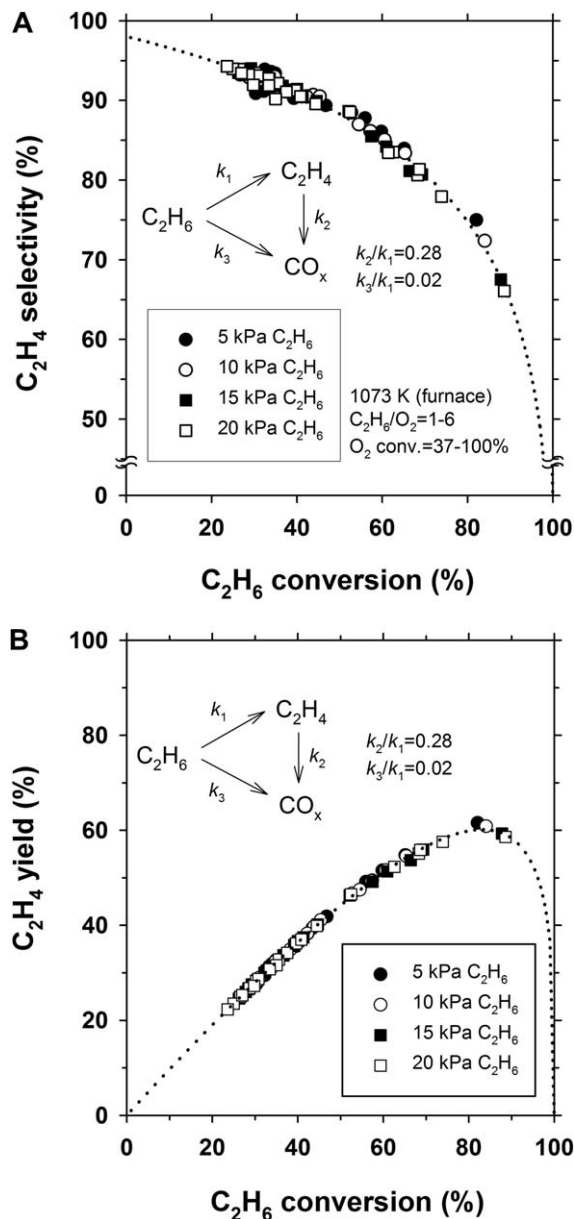 A
C₂H₄ selectivity (%)
100
90
80
70
60
50
0
k₁
C₂H₄
C₂H₆
k₂
k₃
COₓ
k₂/k₁=0.28
k₃/k₁=0.02
5 kPa C₂H₆
10 kPa C₂H₆
15 kPa C₂H₆
20 kPa C₂H₆
1073 K (furnace)
C₂H₆/O₂=1-6
O₂ conv.=37-100%
0 20 40 60 80 100
C₂H₆ conversion (%)
B
C₂H₄ yield (%)
100
80
60
40
20
0
k₁
C₂H₄
C₂H₆
k₂
k₃
COₓ
k₂/k₁=0.28
k₃/k₁=0.02
5 kPa C₂H₆
10 kPa C₂H₆
15 kPa C₂H₆
20 kPa C₂H₆
0 20 40 60 80 100
C₂H₆ conversion (%)